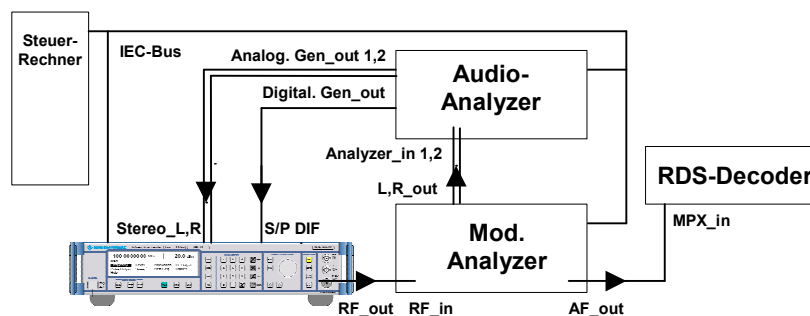 Steuer-
Rechner
IEC-Bus
Analog. Gen_out 1,2
Digital. Gen_out
Audio-
Analyzer
Analyzer_in 1,2
L,R_out
RDS-Decoder
MPX_in
Stereo_L,R
S/P DIF
Mod.
Analyzer
RF_out
RF_in
AF_out